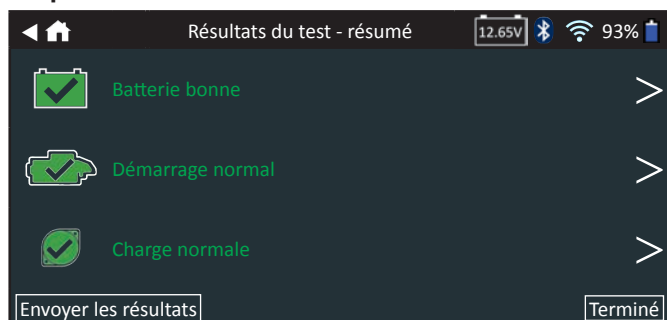 Résultats du test - résumé 12.65V 93%
Batterie bonne >
Démarrage normal >
Charge normale >
Envoyer les résultats Terminé